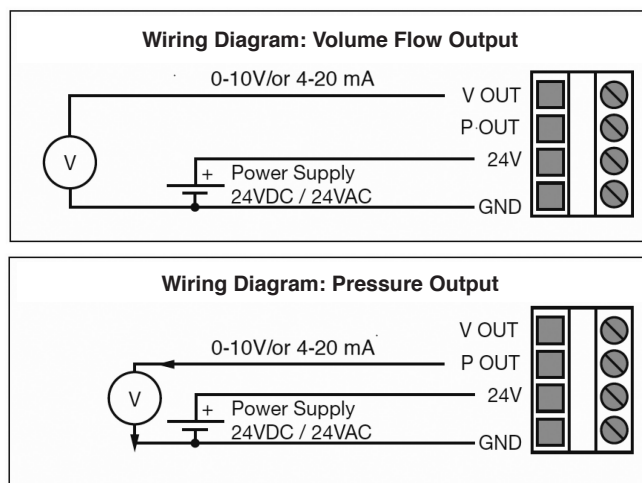 Wiring Diagram: Volume Flow Output
0-10V/or 4-20 mA
V OUT
P OUT
24V
V
+ Power Supply
24VDC / 24VAC
GND
Wiring Diagram: Pressure Output
V OUT
0-10V/or 4-20 mA
P OUT
24V
V
+ Power Supply
24VDC / 24VAC
GND